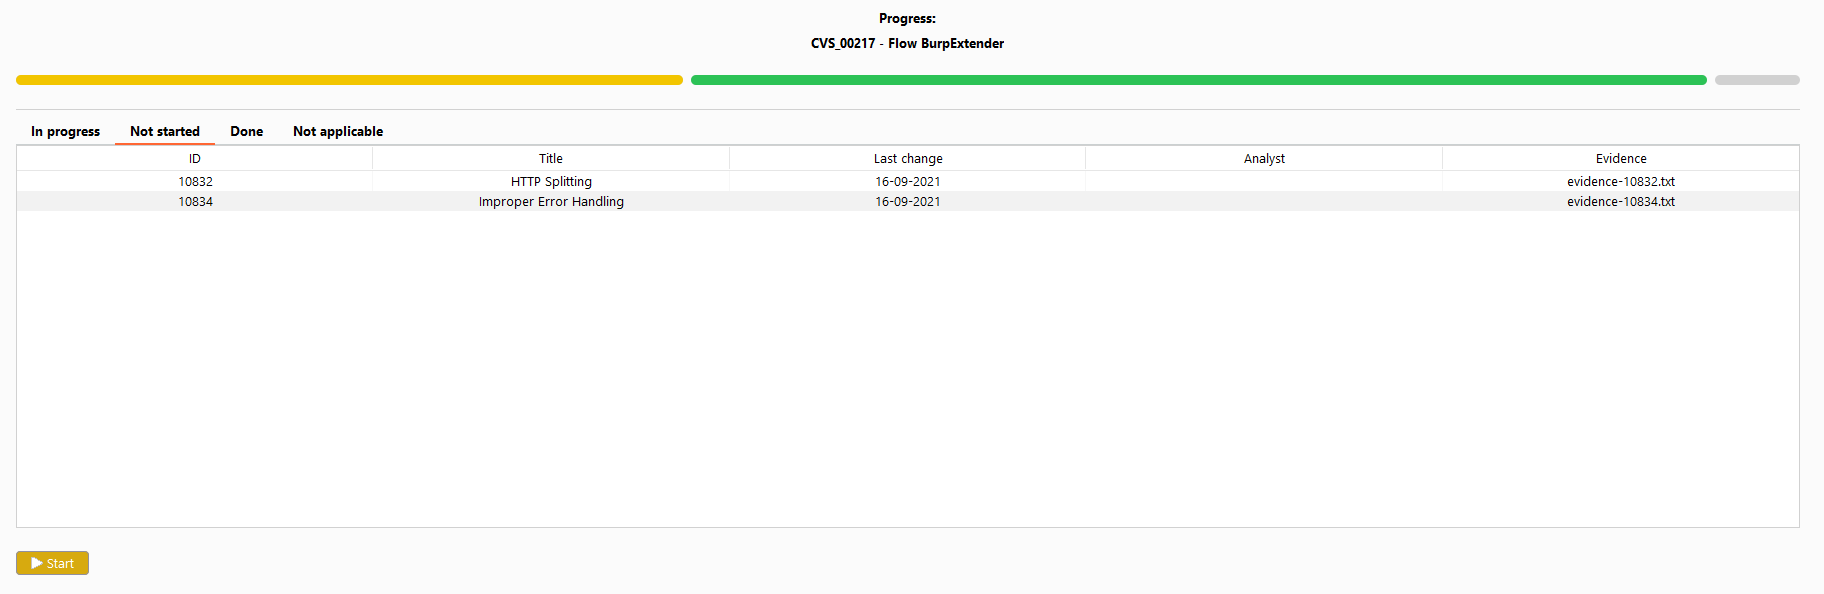 Progress:
CVS_00217 - Flow BurpExtender
In progress Not started Done Not applicable
ID Title Last change Analyst Evidence
10832 HTTP Splitting 16-09-2021 evidence-10832.txt
10834 Improper Error Handling 16-09-2021 evidence-10834.txt
Start